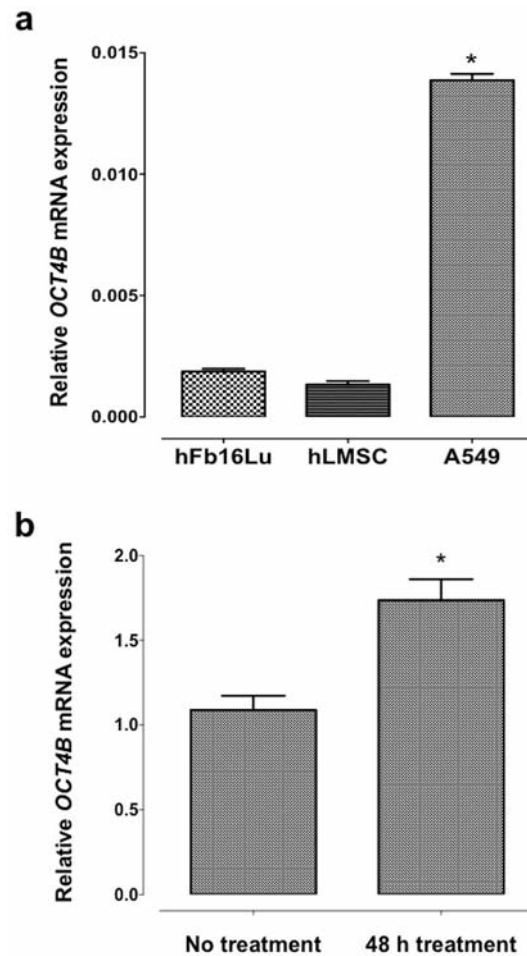 a
Relative OCT4B mRNA expression
0.015
0.010
0.005
0.000
*
hFb16Lu hLMSC A549
b
Relative OCT4B mRNA expression
2.0
1.5
1.0
0.5
0.0
*
No treatment 48 h treatment